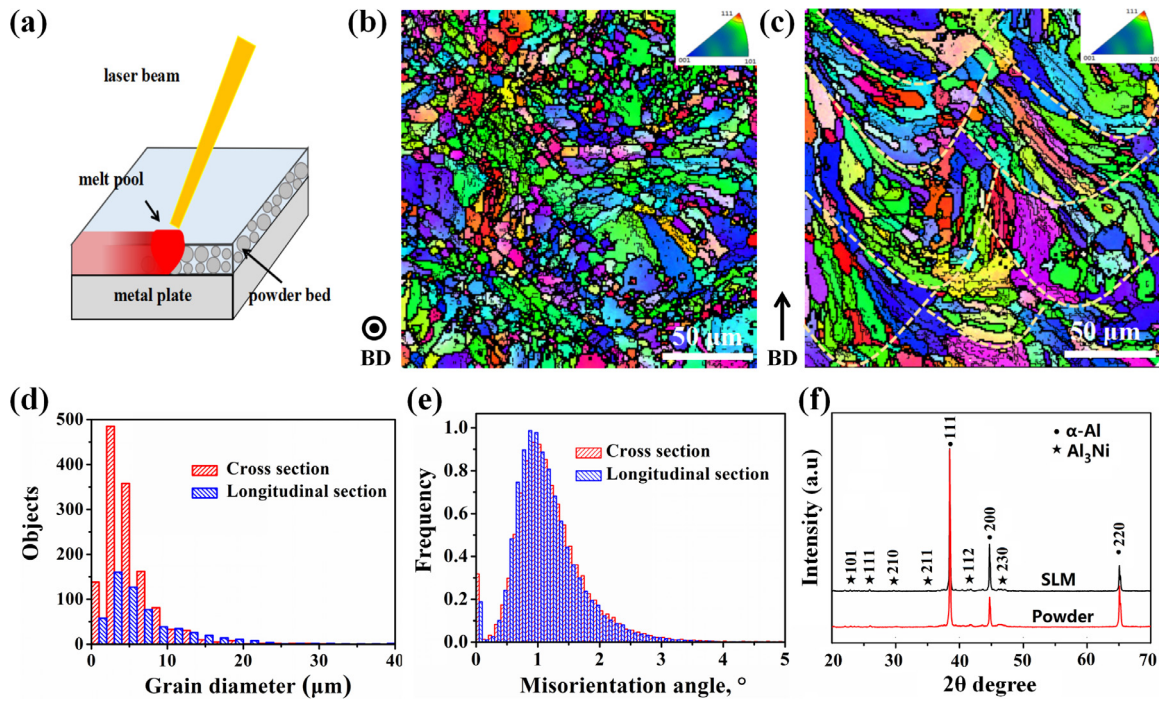 (a)
laser beam
melt pool
metal plate
powder bed
(b)
111
001
101
BD
50 μm
(c)
111
001
101
BD
50 μm
(d)
500
400
300
200
100
0
Objects
Cross section
Longitudinal section
0
10
20
30
40
Grain diameter (μm)
(e)
1.0
0.8
0.6
0.4
0.2
0.0
Frequency
Cross section
Longitudinal section
0
1
2
3
4
5
Misorientation angle, °
(f)
Intensity (a.u)
• α-Al
★ Al₃Ni
★101
★111
★210
★211
•111
★112
•200
★230
•220
SLM
Powder
20
30
40
50
60
70
2θ degree